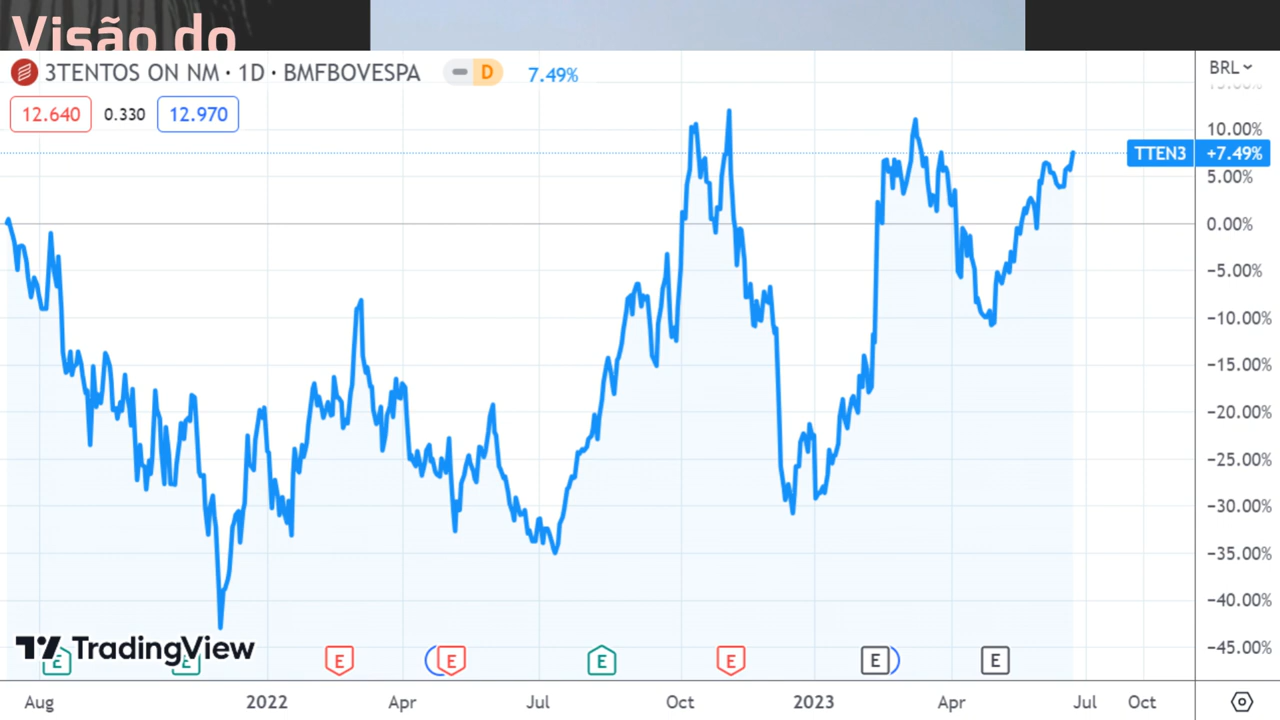 Visão do
3TENTOS ON NM · 1D · BMFBOVESPA
D
7.49%
BRL
12.640
0.330
12.970
15.00%
10.00%
TTEN3
+7.49%
5.00%
0.00%
−5.00%
−10.00%
−15.00%
−20.00%
−25.00%
−30.00%
−35.00%
−40.00%
−45.00%
TradingView
E
E
E
E
E
E
E
E
Aug
2022
Apr
Jul
Oct
2023
Apr
Jul
Oct